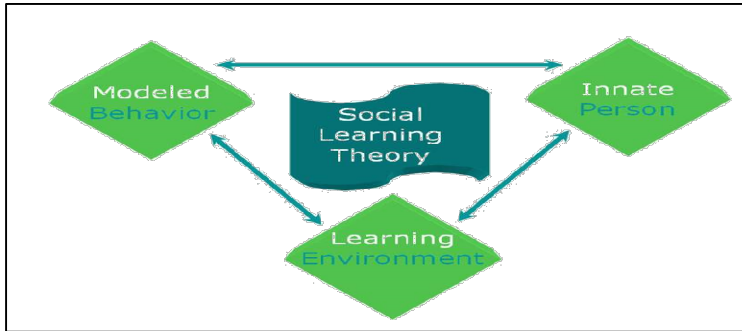 Modeled
Behavior
Social
Learning
Theory
Innate
Person
Learning
Environment